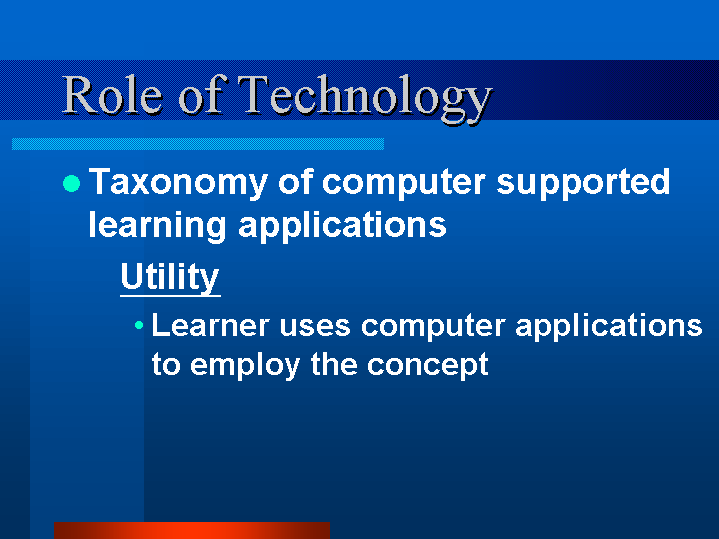 Role of Technology
Taxonomy of computer supported
learning applications
Utility
• Learner uses computer applications
to employ the concept